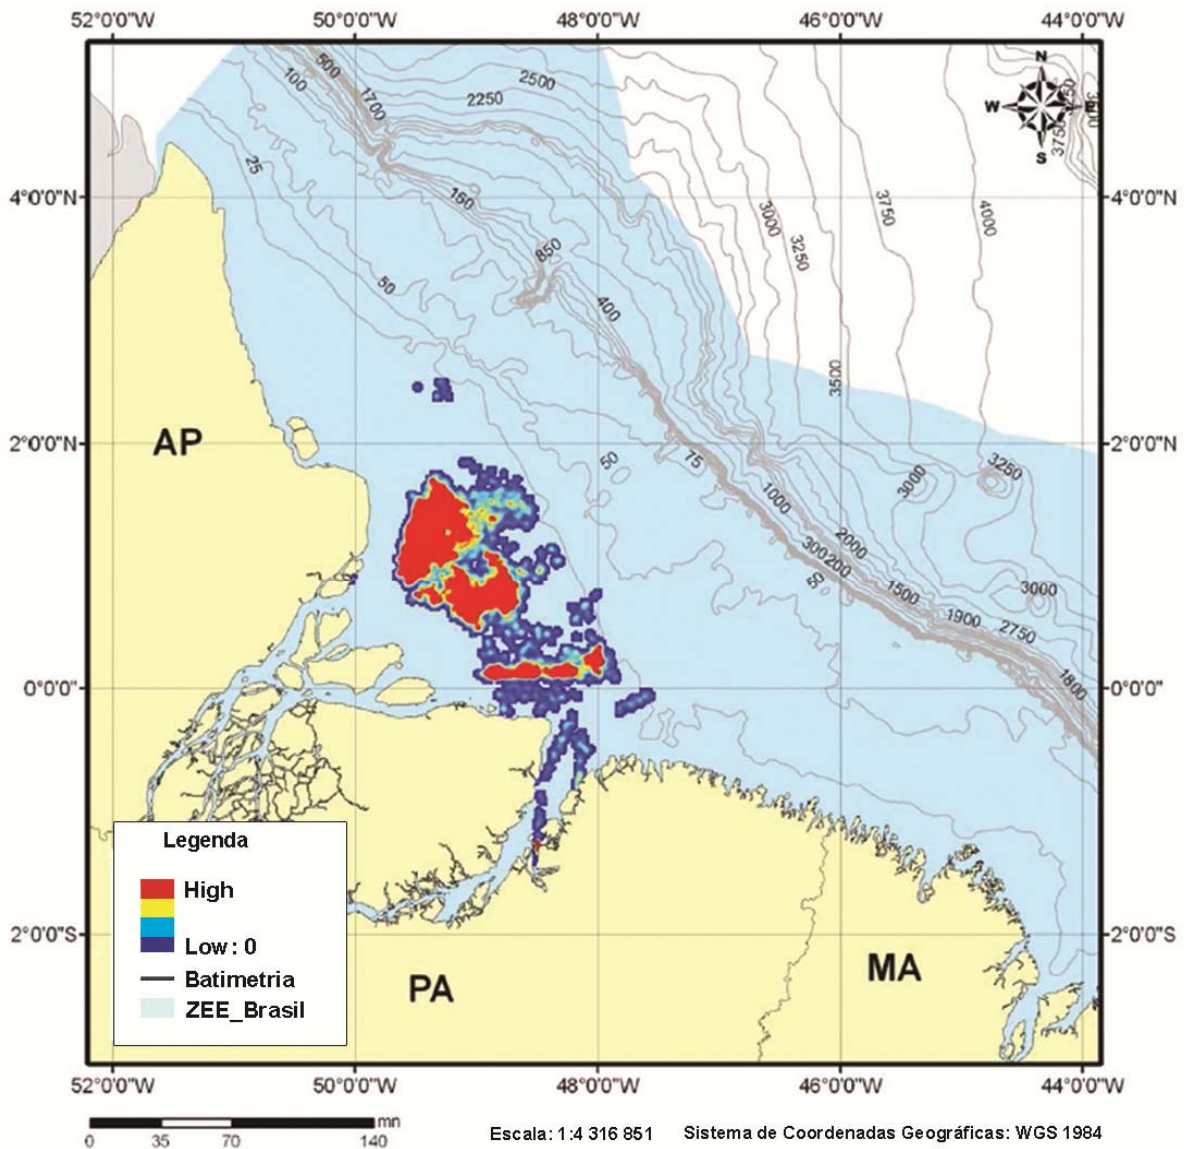 52°0'0"W 50°0'0"W 48°0'0"W 46°0'0"W 44°0'0"W
N
W E
S
500
100
1700
2500
2250
3750
25
4°0'0"N 4°0'0"N
150
3000
3250
3750
4000
850
50
400
3500
AP
2°0'0"N 2°0'0"N
50
75
3000
3250
1000
2000
300
200
50
1500
3000
1900
2750
1800
0°0'0" 0°0'0"
Legenda
High
Low : 0
Batimetria
ZEE_Brasil
2°0'0"S 2°0'0"S
PA
MA
52°0'0"W 50°0'0"W 48°0'0"W 46°0'0"W 44°0'0"W
mn
0 35 70 140
Escala: 1:4 316 851 Sistema de Coordenadas Geográficas: WGS 1984